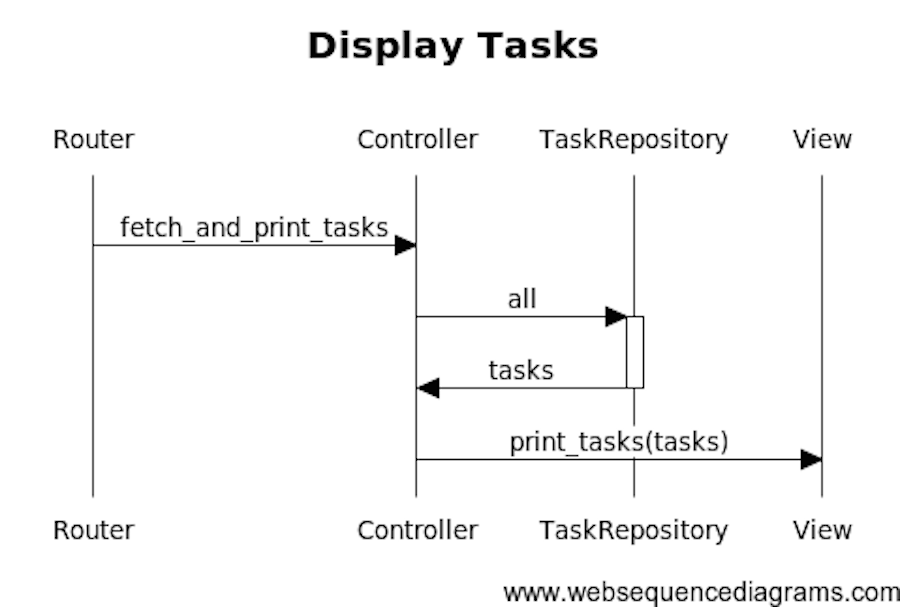 Display Tasks
Router Controller TaskRepository View
fetch_and_print_tasks
all
tasks
print_tasks(tasks)
Router Controller TaskRepository View
www.websequencediagrams.com